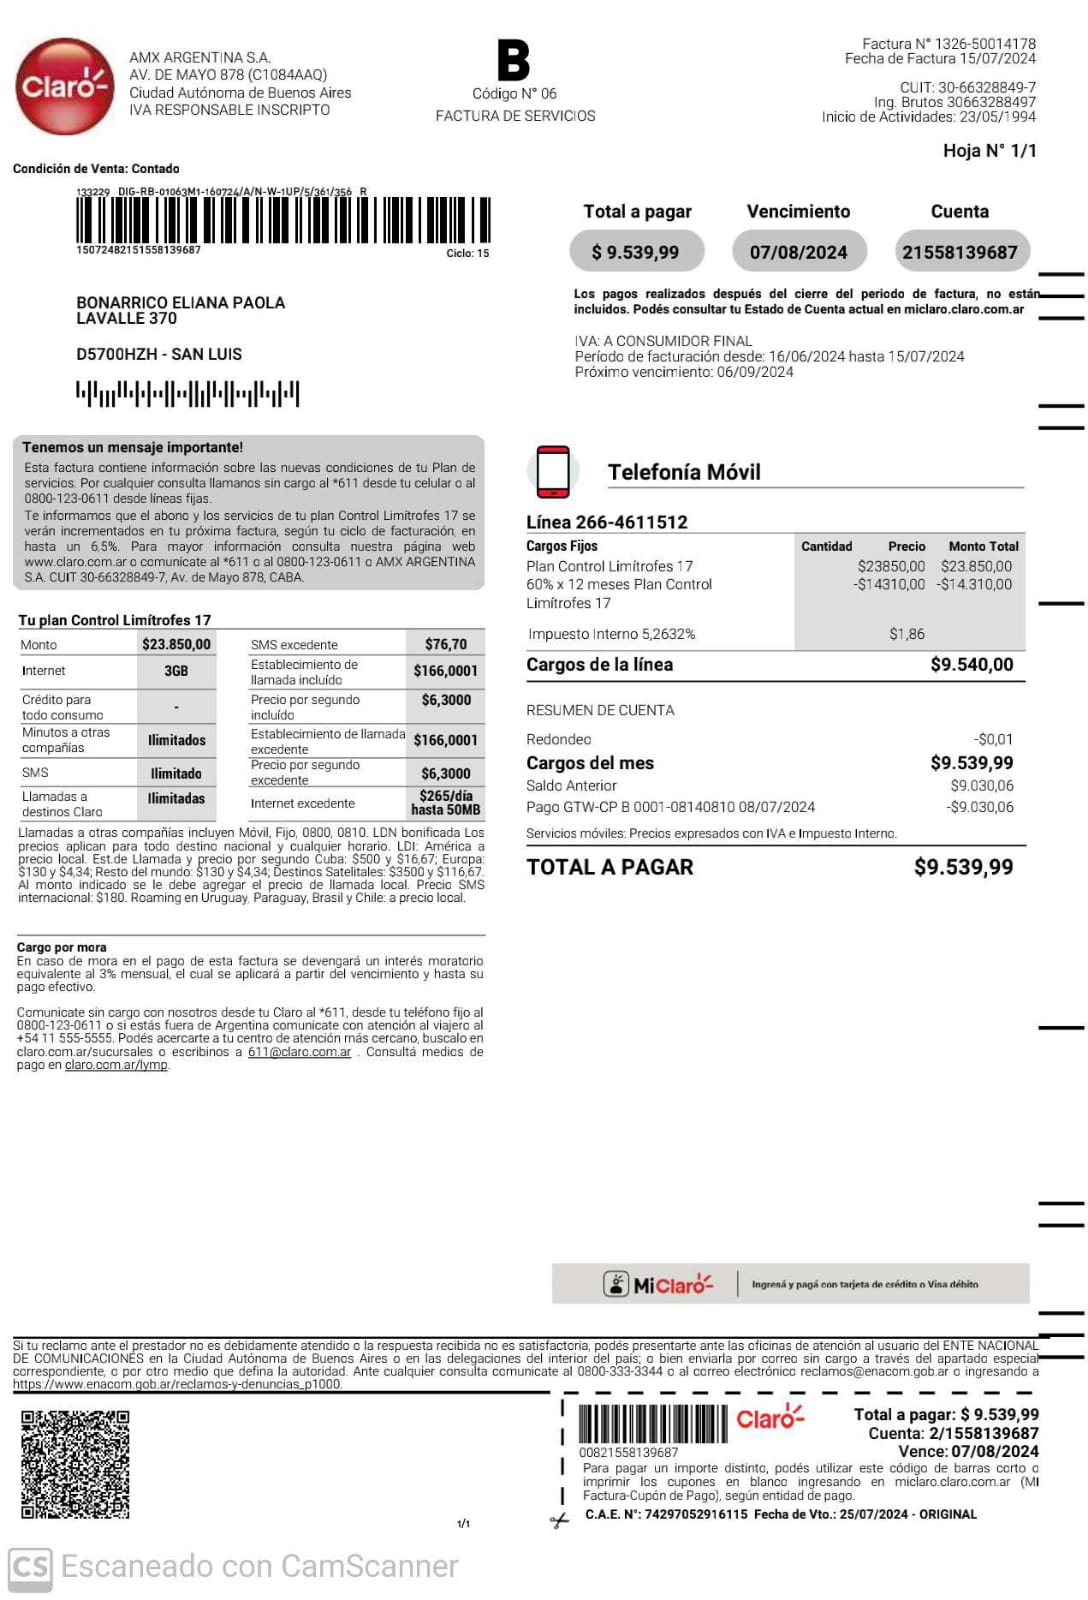 Claro
AMX ARGENTINA S.A.
AV. DE MAYO 878 (C1084AAQ)
Ciudad Autónoma de Buenos Aires
IVA RESPONSABLE INSCRIPTO
B
Código N° 06
FACTURA DE SERVICIOS
Factura N° 1326-50014178
Fecha de Factura 15/07/2024
CUIT: 30-66328849-7
Ing. Brutos 30663288497
Inicio de Actividades: 23/05/1994
Hoja N° 1/1
Condición de Venta: Contado
133229 DIG-RB-01063M1-160724/A/N-W-1UP/5/361/356 R
15072482151558139687
Ciclo: 15
Total a pagar Vencimiento Cuenta
$ 9.539,99 07/08/2024 21558139687
Los pagos realizados después del cierre del periodo de factura, no están
incluidos. Podés consultar tu Estado de Cuenta actual en miclaro.claro.com.ar
BONARRICO ELIANA PAOLA
LAVALLE 370
D5700HZH - SAN LUIS
IVA: A CONSUMIDOR FINAL
Período de facturación desde: 16/06/2024 hasta 15/07/2024
Próximo vencimiento: 06/09/2024
Tenemos un mensaje importante!
Esta factura contiene información sobre las nuevas condiciones de tu Plan de
servicios. Por cualquier consulta llamanos sin cargo al *611 desde tu celular o al
0800-123-0611 desde líneas fijas.
Te informamos que el abono y los servicios de tu plan Control Limítrofes 17 se
verán incrementados en tu próxima factura, según tu ciclo de facturación, en
hasta un 6,5%. Para mayor información consulta nuestra página web
www.claro.com.ar o comunícate al *611 o al 0800-123-0611 o AMX ARGENTINA
S.A. CUIT 30-66328849-7, Av. de Mayo 878, CABA.
Tu plan Control Limítrofes 17
Monto $23.850,00 SMS excedente $76,70
Internet 3GB Establecimiento de
llamada incluído $166,0001
Crédito para
todo consumo - Precio por segundo
incluído $6,3000
Minutos a otras
compañías Ilimitados Establecimiento de llamada
excedente $166,0001
SMS Ilimitado Precio por segundo
excedente $6,3000
Llamadas a
destinos Claro Ilimitadas Internet excedente $265/día
hasta 50MB
Llamadas a otras compañías incluyen Móvil, Fijo, 0800, 0810. LDN bonificada Los
precios aplican para todo destino nacional y cualquier horario. LDI: América a
precio local. Est.de Llamada y precio por segundo Cuba: $500 y $16,67; Europa:
$130 y $4,34; Resto del mundo: $130 y $4,34; Destinos Satelitales: $3500 y $116,67.
Al monto indicado se le debe agregar el precio de llamada local. Precio SMS
internacional: $180. Roaming en Uruguay, Paraguay, Brasil y Chile: a precio local.
Cargo por mora
En caso de mora en el pago de esta factura se devengará un interés moratorio
equivalente al 3% mensual, el cual se aplicará a partir del vencimiento y hasta su
pago efectivo.
Comunicate sin cargo con nosotros desde tu Claro al *611, desde tu teléfono fijo al
0800-123-0611 o si estás fuera de Argentina comunicate con atención al viajero al
+54 11 555-5555. Podés acercarte a tu centro de atención más cercano, buscalo en
claro.com.ar/sucursales o escribinos a 611@claro.com.ar . Consultá medios de
pago en claro.com.ar/lymp.
Telefonía Móvil
Línea 266-4611512
Cargos Fijos Cantidad Precio Monto Total
Plan Control Limítrofes 17 $23850,00 $23.850,00
60% x 12 meses Plan Control -$14310,00 -$14.310,00
Limítrofes 17
Impuesto Interno 5,2632% $1,86
Cargos de la línea $9.540,00
RESUMEN DE CUENTA
Redondeo -$0,01
Cargos del mes $9.539,99
Saldo Anterior $9.030,06
Pago GTW-CP B 0001-08140810 08/07/2024 -$9.030,06
Servicios móviles: Precios expresados con IVA e Impuesto Interno.
TOTAL A PAGAR $9.539,99
MiClaro Ingresá y pagá con tarjeta de crédito o Visa débito
Si tu reclamo ante el prestador no es debidamente atendido o la respuesta recibida no es satisfactoria, podés presentarte ante las oficinas de atención al usuario del ENTE NACIONAL
DE COMUNICACIONES en la Ciudad Autónoma de Buenos Aires o en las delegaciones del interior del país; o bien enviarla por correo sin cargo a través del apartado especial
correspondiente, o por otro medio que defina la autoridad. Ante cualquier consulta comunicate al 0800-333-3344 o al correo electrónico reclamos@enacom.gob.ar o ingresando a
https://www.enacom.gob.ar/reclamos-y-denuncias_p1000.
00821558139687
Claro
Total a pagar: $ 9.539,99
Cuenta: 2/1558139687
Vence: 07/08/2024
Para pagar un importe distinto, podés utilizar este código de barras corto o
imprimir los cupones en blanco ingresando en miclaro.claro.com.ar (MI
Factura-Cupón de Pago), según entidad de pago.
C.A.E. N°: 74297052916115 Fecha de Vto.: 25/07/2024 - ORIGINAL
1/1
CS Escaneado con CamScanner